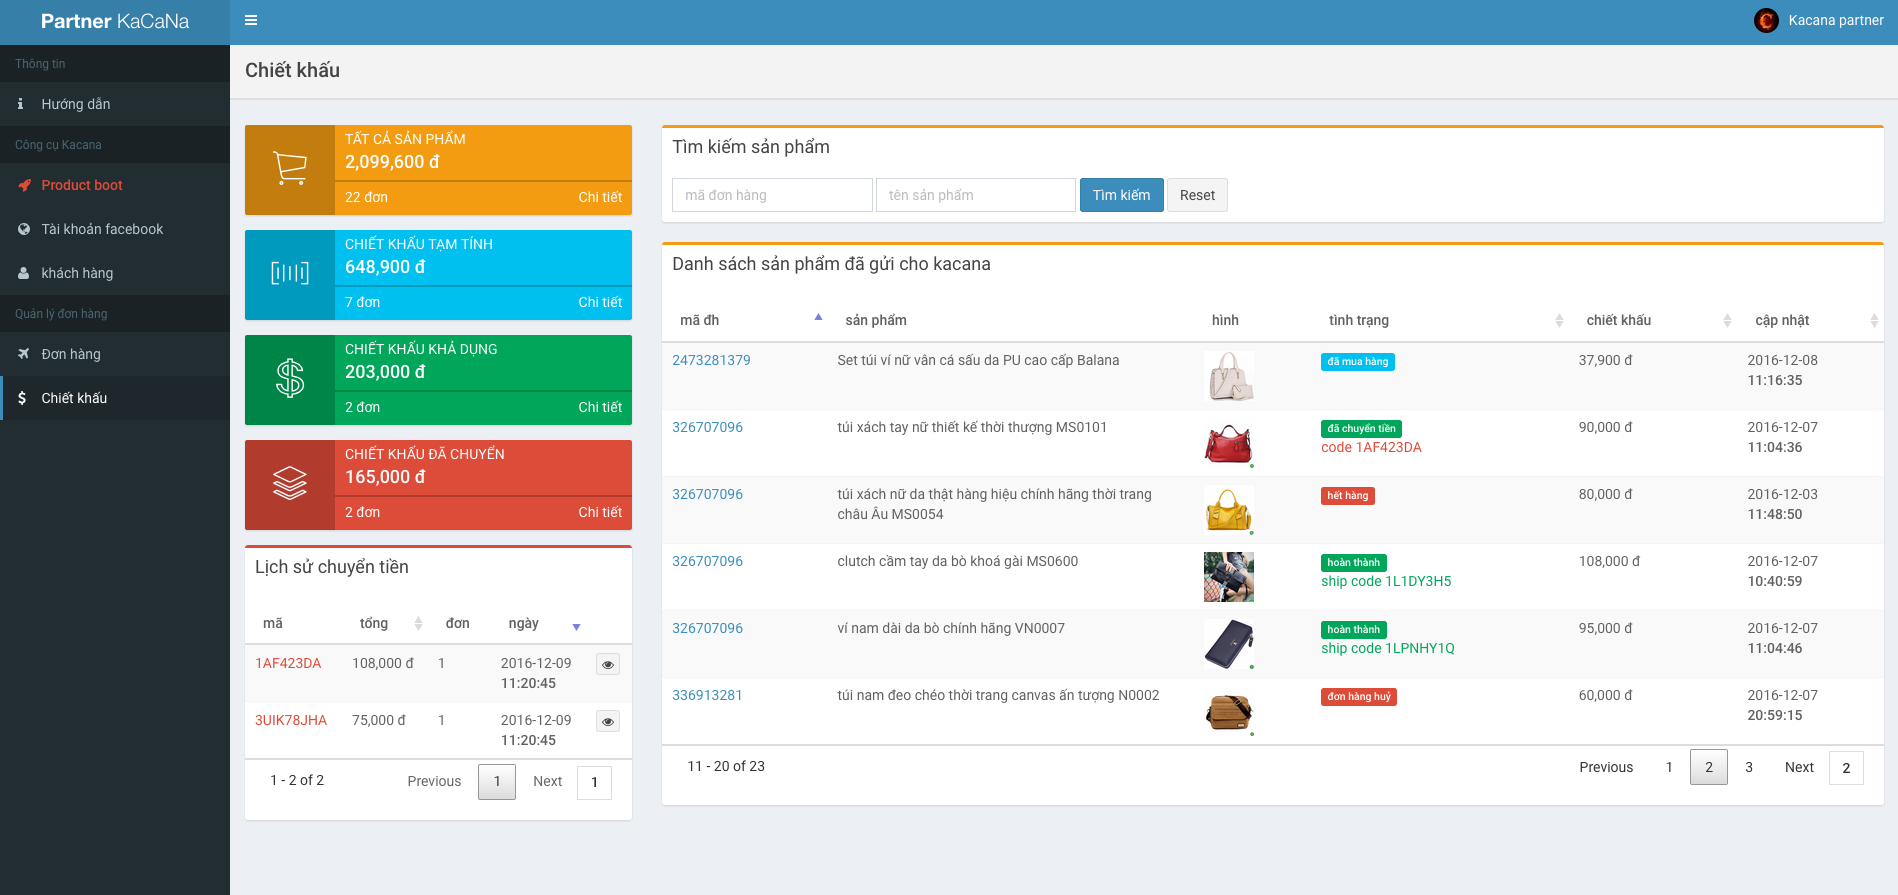 Partner KaCaNa
Kacana partner
Thông tin
Hướng dẫn
Công cụ Kacana
Product boot
Tài khoản facebook
khách hàng
Quản lý đơn hàng
Đơn hàng
Chiết khấu
Chiết khấu
TẤT CẢ SẢN PHẨM
2,099,600 đ
22 đơn Chi tiết
CHIẾT KHẤU TẠM TÍNH
648,900 đ
7 đơn Chi tiết
CHIẾT KHẤU KHẢ DỤNG
203,000 đ
2 đơn Chi tiết
CHIẾT KHẤU ĐÃ CHUYỂN
165,000 đ
2 đơn Chi tiết
Lịch sử chuyển tiền
mã tổng đơn ngày
1AF423DA 108,000 đ 1 2016-12-09
11:20:45
3UIK78JHA 75,000 đ 1 2016-12-09
11:20:45
1 - 2 of 2 Previous 1 Next 1
Tìm kiếm sản phẩm
mã đơn hàng tên sản phẩm Tìm kiếm Reset
Danh sách sản phẩm đã gửi cho kacana
mã đh sản phẩm hình tình trạng chiết khấu cập nhật
2473281379 Set túi ví nữ vân cá sấu da PU cao cấp Balana đã mua hàng 37,900 đ 2016-12-08
11:16:35
326707096 túi xách tay nữ thiết kế thời thượng MS0101 đã chuyển tiền 90,000 đ 2016-12-07
code 1AF423DA 11:04:36
326707096 túi xách nữ da thật hàng hiệu chính hãng thời trang hết hàng 80,000 đ 2016-12-03
châu Âu MS0054 11:48:50
326707096 clutch cầm tay da bò khoá gài MS0600 hoàn thành 108,000 đ 2016-12-07
ship code 1L1DY3H5 10:40:59
326707096 ví nam dài da bò chính hãng VN0007 hoàn thành 95,000 đ 2016-12-07
ship code 1LPNHY1Q 11:04:46
336913281 túi nam đeo chéo thời trang canvas ấn tượng N0002 đơn hàng huỷ 60,000 đ 2016-12-07
20:59:15
11 - 20 of 23 Previous 1 2 3 Next 2